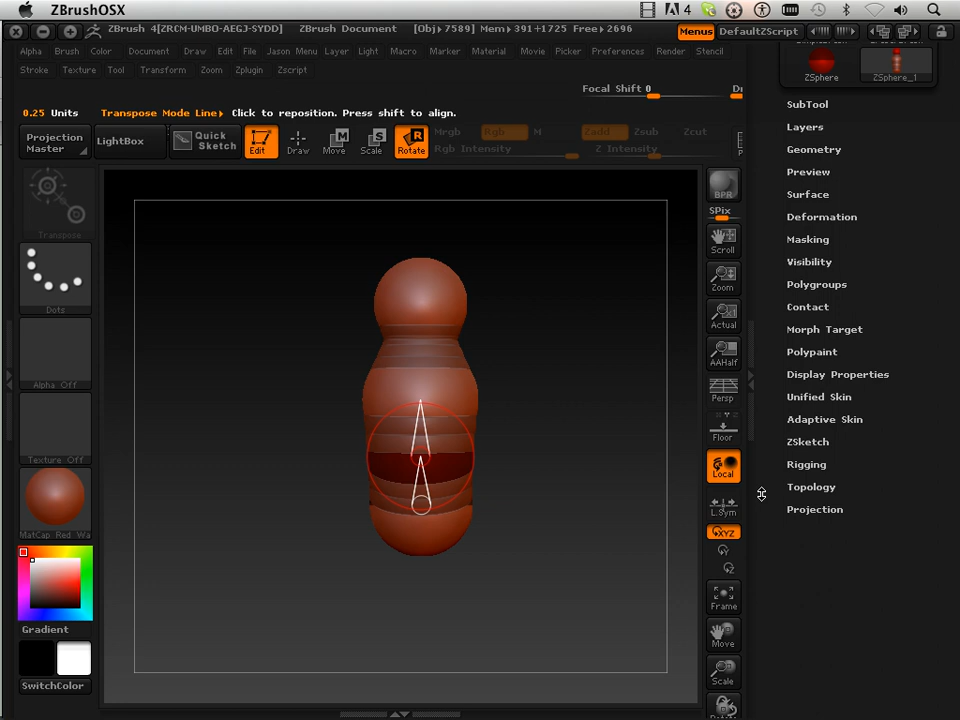 ZBrushOSX
4
ZBrush 4[ZRCM-UMBO-AEGJ-SYDD] ZBrush Document [Obj+7589] Mem+391+1725 Free+2696
Menus DefaultZScript
Alpha Brush Color Document Draw Edit File Jason Menu Layer Light Macro Marker Material Movie Picker Preferences Render Stencil
Stroke Texture Tool Transform Zoom Zplugin Zscript
ZSphere ZSphere_1
Focal Shift 0
0.25 Units Transpose Mode Line Click to reposition. Press shift to align.
Projection Master
LightBox
Quick Sketch
Edit Draw Move Scale Rotate
Mrgb Rgb M
Rgb Intensity
Zadd Zsub Zcut
Z Intensity
Transpose
Dots
Alpha Off
Texture Off
MatCap Red Wa
Gradient
SwitchColor
BPR
SPix
Scroll
Zoom
Actual
AAHalf
Persp
Floor
Local
L.Sym
XYZ
Frame
Move
Scale
SubTool
Layers
Geometry
Preview
Surface
Deformation
Masking
Visibility
Polygroups
Contact
Morph Target
Polypaint
Display Properties
Unified Skin
Adaptive Skin
ZSketch
Rigging
Topology
Projection